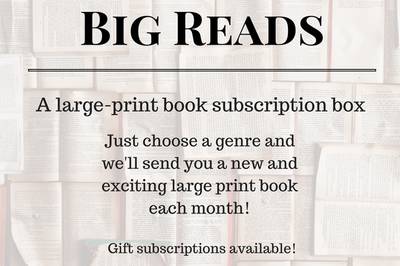 BIG READS
A large-print book subscription box
Just choose a genre and
we'll send you a new and
exciting large print book
each month!
Gift subscriptions available!